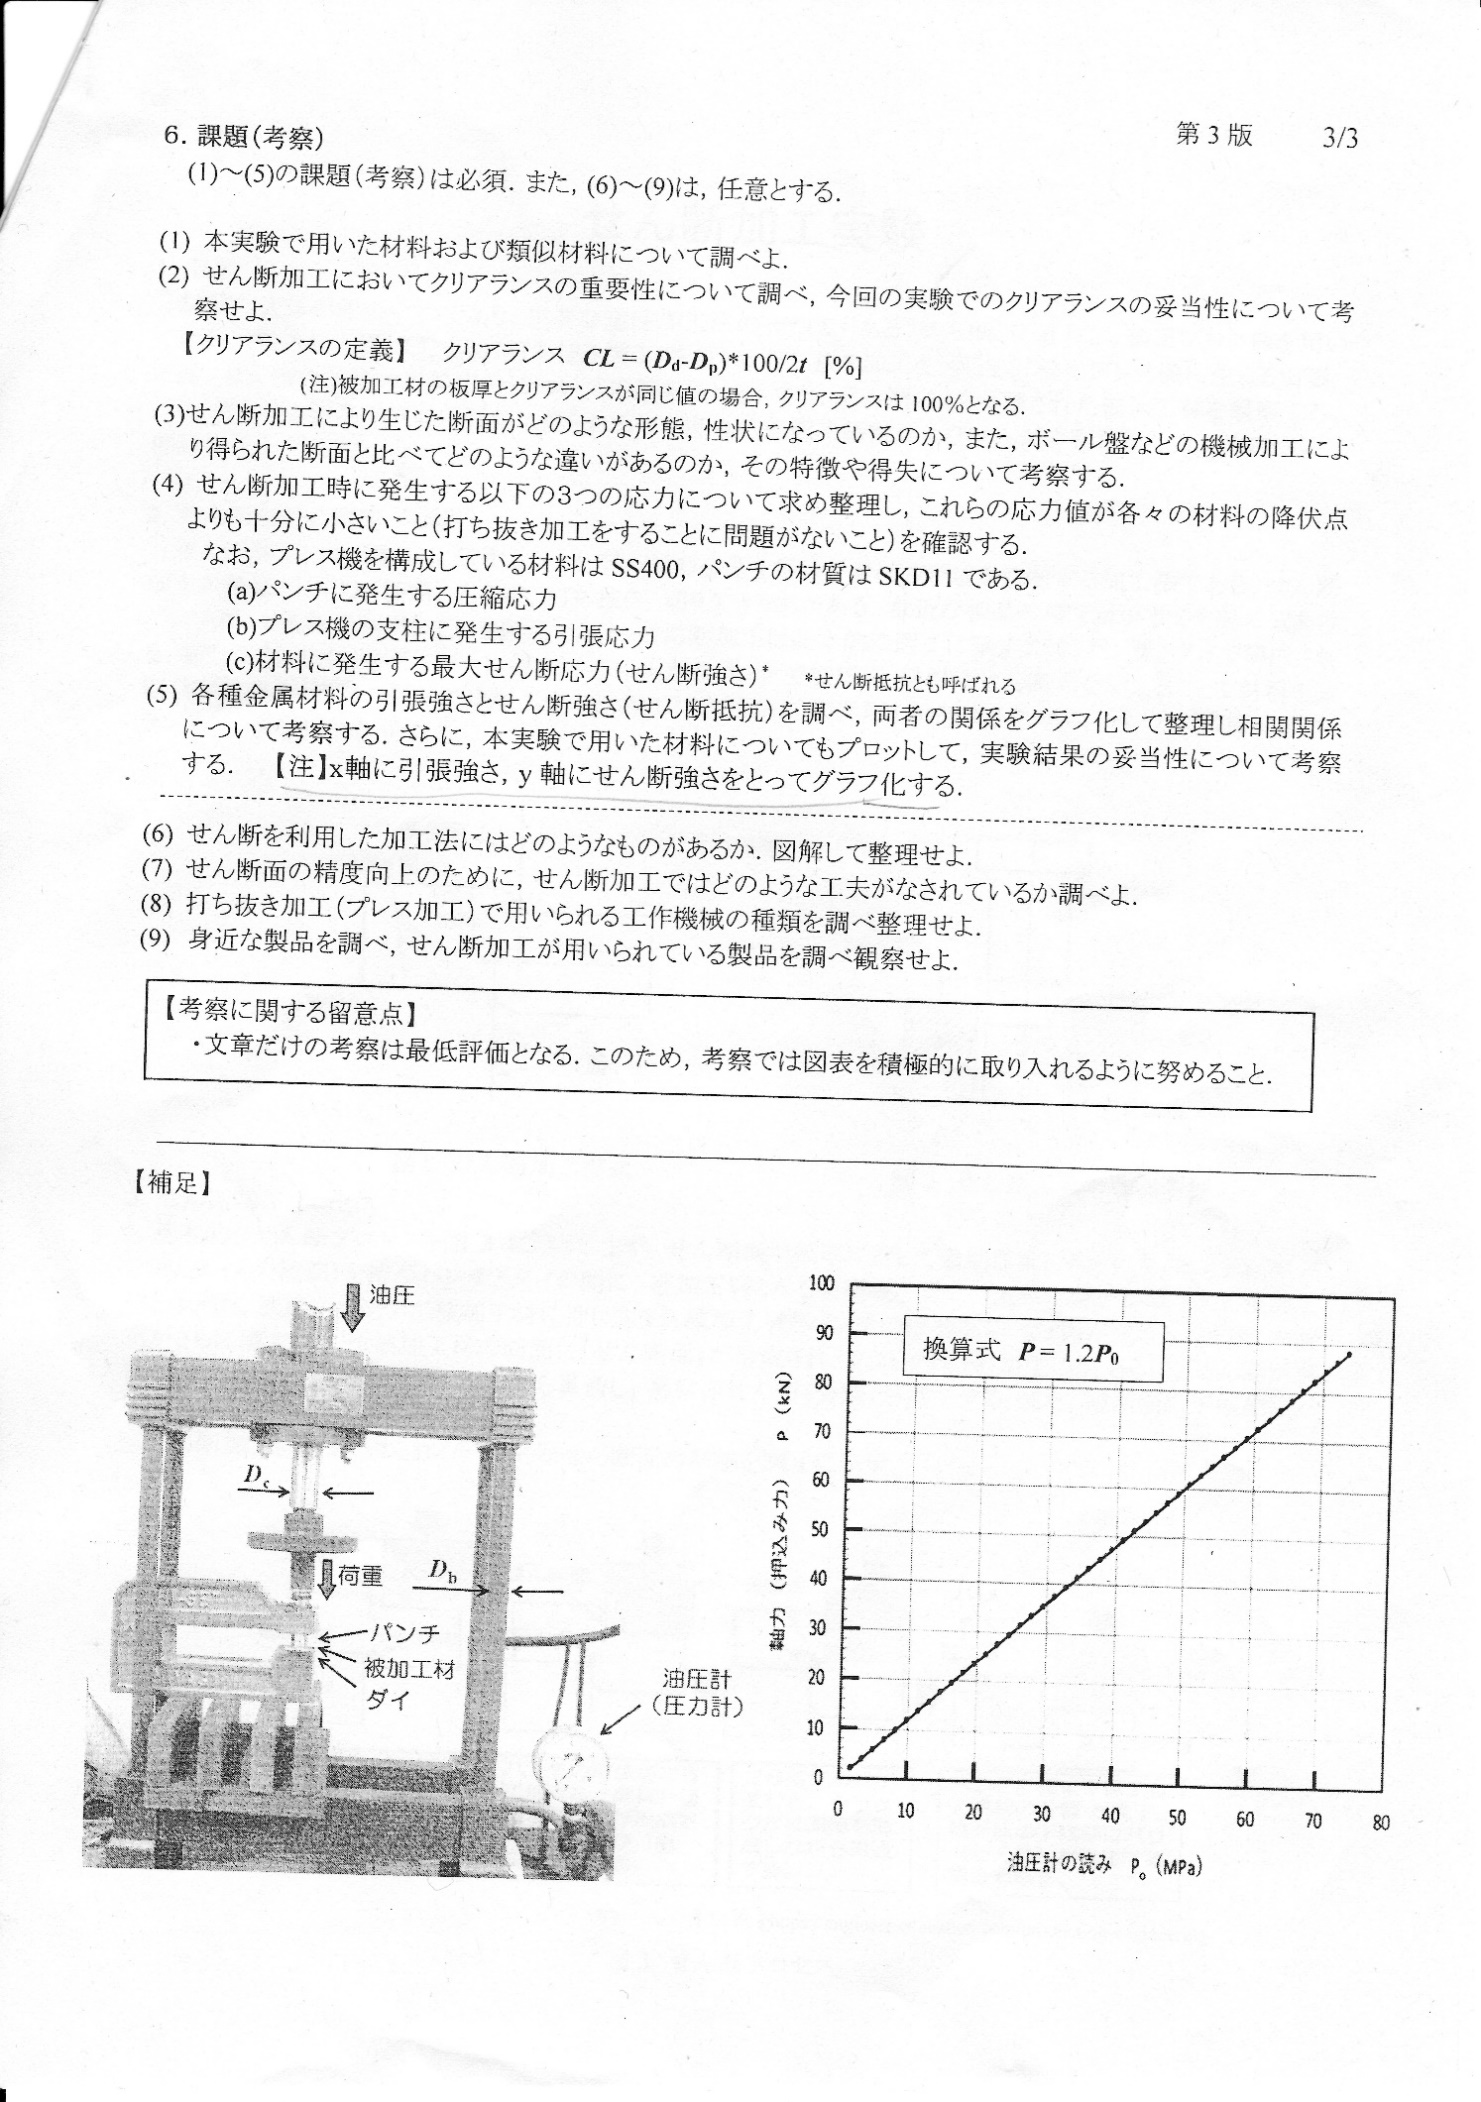 6. 課題(考察)
第3版 3/3
(1)~(5)の課題(考察)は必須. また, (6)~(9)は, 任意とする.
(1) 本実験で用いた材料および類似材料について調べよ.
(2) せん断加工においてクリアランスの重要性について調べ, 今回の実験でのクリアランスの妥当性について考
察せよ.
【クリアランスの定義】 クリアランス CL = (Dd-Dp)*100/2t [%]
(注)被加工材の板厚とクリアランスが同じ値の場合, クリアランスは 100%となる.
(3)せん断加工により生じた断面がどのような形態, 性状になっているのか, また, ボール盤などの機械加工によ
り得られた断面と比べてどのような違いがあるのか, その特徴や得失について考察する.
(4) せん断加工時に発生する以下の3つの応力について求め整理し, これらの応力値が各々の材料の降伏点
よりも十分に小さいこと(打ち抜き加工をすることに問題がないこと)を確認する.
なお, プレス機を構成している材料は SS400, パンチの材質は SKD11 である.
(a)パンチに発生する圧縮応力
(b)プレス機の支柱に発生する引張応力
(c)材料に発生する最大せん断応力(せん断強さ)* *せん断抵抗とも呼ばれる
(5) 各種金属材料の引張強さとせん断強さ(せん断抵抗)を調べ, 両者の関係をグラフ化して整理し相関関係
について考察する. さらに, 本実験で用いた材料についてもプロットして, 実験結果の妥当性について考察
する. 【注】x軸に引張強さ, y 軸にせん断強さをとってグラフ化する.
(6) せん断を利用した加工法にはどのようなものがあるか. 図解して整理せよ.
(7) せん断面の精度向上のために, せん断加工ではどのような工夫がなされているか調べよ.
(8) 打ち抜き加工(プレス加工)で用いられる工作機械の種類を調べ整理せよ.
(9) 身近な製品を調べ, せん断加工が用いられている製品を調べ観察せよ.
【考察に関する留意点】
・文章だけの考察は最低評価となる. このため, 考察では図表を積極的に取り入れるように努めること.
【補足】
油圧
Dc
荷重
Db
パンチ
被加工材
ダイ
油圧計
(圧力計)
換算式 P = 1.2P0
軸力 (押込み力) P (kN)
100
90
80
70
60
50
40
30
20
10
0
0 10 20 30 40 50 60 70 80
油圧計の読み Po (MPa)